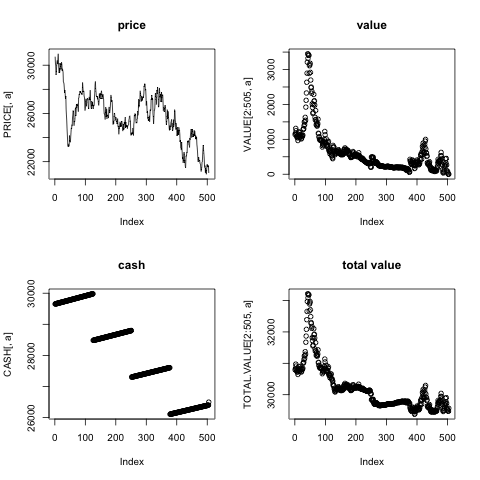 price
PRICE[, a]
22000 26000 30000
0 100 200 300 400 500
Index
value
VALUE[2:505, a]
0 1000 2000 3000
0 100 200 300 400 500
Index
cash
CASH[, a]
26000 28000 30000
0 100 200 300 400 500
Index
total value
TOTAL.VALUE[2:505, a]
30000 32000
0 100 200 300 400 500
Index